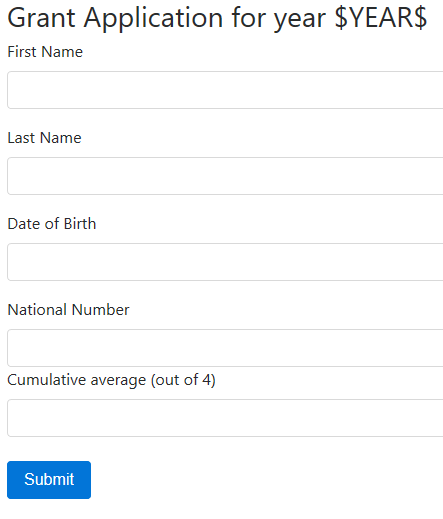 Grant Application for year $YEAR$
First Name
Last Name
Date of Birth
National Number
Cumulative average (out of 4)
Submit